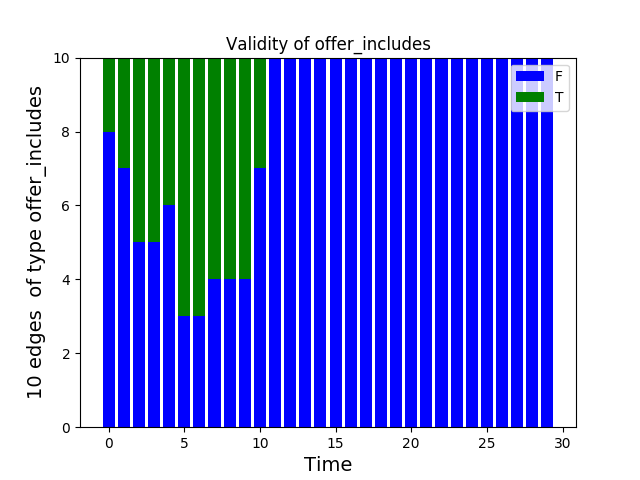 Validity of offer_includes
10 edges  of type offer_includes
10
8
6
4
2
0
F
T
0 5 10 15 20 25 30
Time